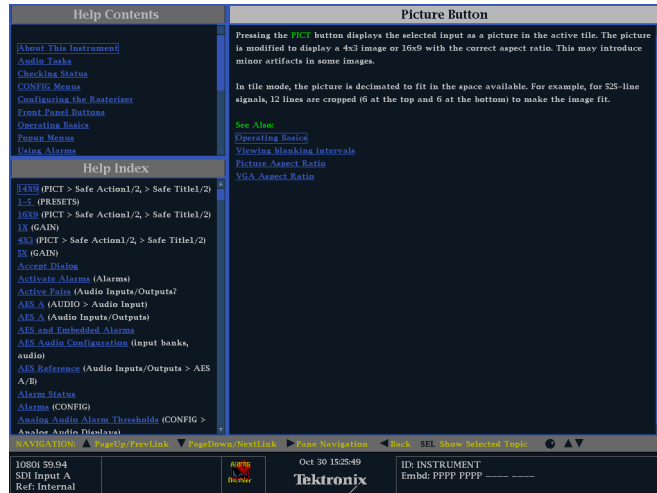 Help Contents
About This Instrument
Audio Tasks
Checking Status
CONFIG Menus
Configuring the Rasterizer
Front Panel Buttons
Operating Basics
Popup Menus
Using Alarms
Help Index
14X9 (PICT > Safe Action1/2, > Safe Title1/2)
1-5 (PRESETS)
16X9 (PICT > Safe Action1/2, > Safe Title1/2)
1X (GAIN)
4X3 (PICT > Safe Action1/2, > Safe Title1/2)
5X (GAIN)
Accept Dialog
Activate Alarms (Alarms)
Active Pairs (Audio Inputs/Outputs?
AES A (AUDIO > Audio Input)
AES A (Audio Inputs/Outputs)
AES and Embedded Alarms
AES Audio Configuration (input banks,
audio)
AES Reference (Audio Inputs/Outputs > AES
A/B)
Alarm Status
Alarms (CONFIG)
Analog Audio Alarm Thresholds (CONFIG >
Analog Audio Displays)
Picture Button
Pressing the PICT button displays the selected input as a picture in the active tile. The picture
is modified to display a 4x3 image or 16x9 with the correct aspect ratio. This may introduce
minor artifacts in some images.
In tile mode, the picture is decimated to fit in the space available. For example, for 525-line
signals, 12 lines are cropped (6 at the top and 6 at the bottom) to make the image fit.
See Also:
Operating Basics
Viewing blanking intervals
Picture Aspect Ratio
VGA Aspect Ratio
NAVIGATION: ▲ PageUp/PrevLink ▼ PageDown/NextLink ▶ Pane Navigation ◀ Back SEL Show Selected Topic ▲▼
1080i 59.94
SDI Input A
Ref: Internal
Alarms
Disabled
Oct 30 15:25:49
Tektronix
ID: INSTRUMENT
Embd: PPPP PPPP ---- ----